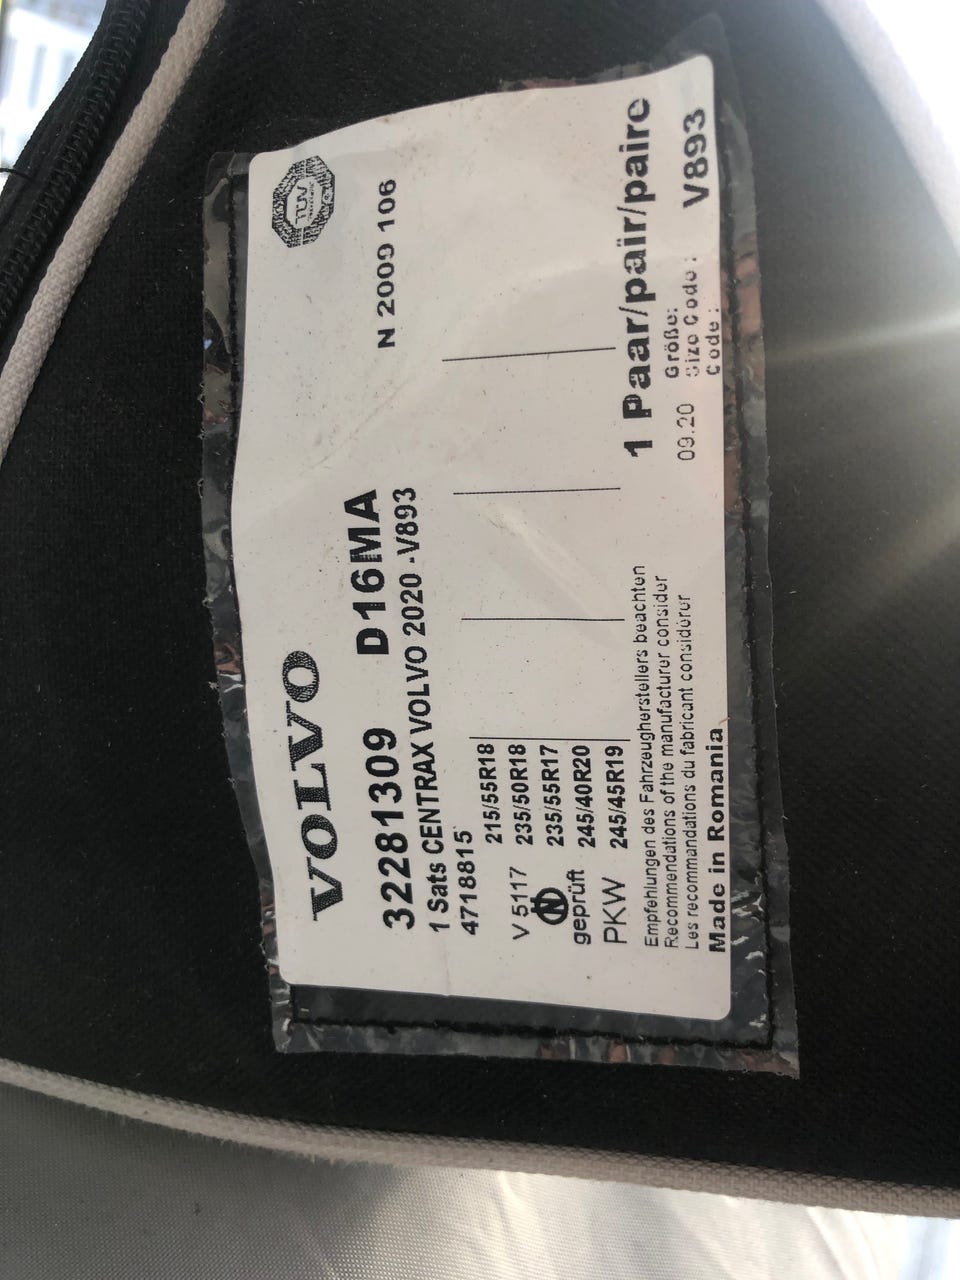 VOLVO
TÜV
32281309 D16MA
N 2009 106
1 Sats CENTRAX VOLVO 2020 -V893
4718815
215/55R18
V 5117 235/50R18
N
235/55R17
geprüft 245/40R20
PKW 245/45R19
1 Paar/païr/paire
Empfehlungen des Fahrzeugherstellers beachten
Recommendations of the manufacturer consider
Les recommandations du fabricant considérer
09.20
Größe:
Size Code:
Code:
V893
Made in Romania